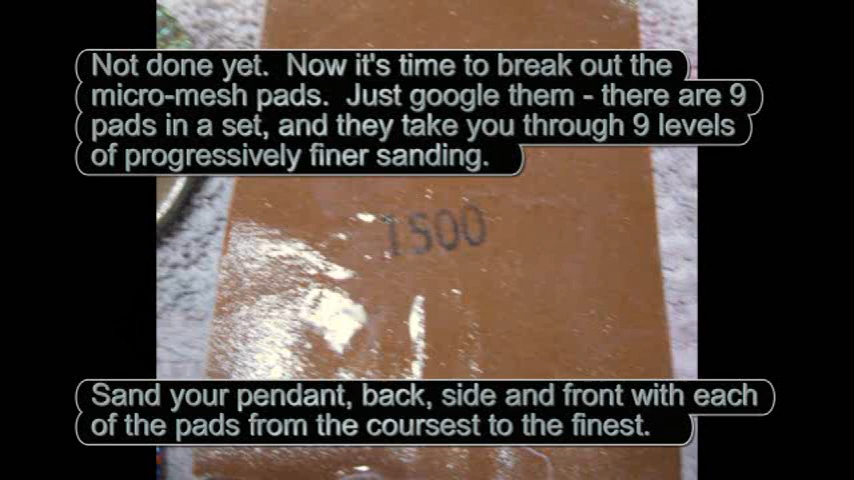 Not done yet.  Now it's time to break out the
micro-mesh pads.  Just google them - there are 9
pads in a set, and they take you through 9 levels
of progressively finer sanding.
1500
Sand your pendant, back, side and front with each
of the pads from the coursest to the finest.